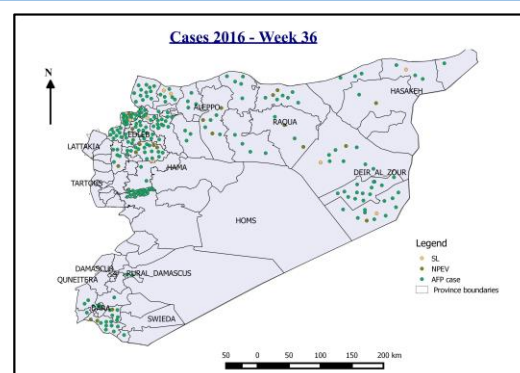 Cases 2016 - Week 36
N
ALEPPO
HASAKEH
RAQUA
EDLEB
LATTAKIA
HAMA
TARTOUS
DEIR_AL_ZOUR
HOMS
Legend
SL
NPEV
AFP case
Province boundaries
DAMASCUS
RURAL_DAMASCUS
QUNEITERA
DARA
SWIEDA
50 0 50 100 150 200 km